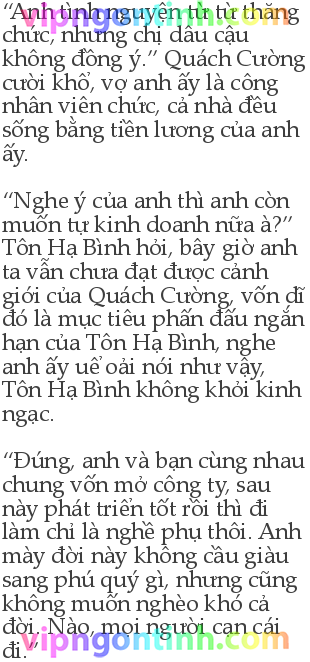 “Anh tình nguyện từ từ thăng
chức, nhưng chị dâu cậu
không đồng ý.” Quách Cường
cười khổ, vợ anh ấy là công
nhân viên chức, cả nhà đều
sống bằng tiền lương của anh
ấy.
“Nghe ý của anh thì anh còn
muốn tự kinh doanh nữa à?”
Tôn Hạ Bình hỏi, bây giờ anh
ta vẫn chưa đạt được cảnh
giới của Quách Cường, vốn dĩ
đó là mục tiêu phấn đấu ngắn
hạn của Tôn Hạ Bình, nghe
anh ấy uể oải nói như vậy,
Tôn Hạ Bình không khỏi kinh
ngạc.
“Đúng, anh và bạn cùng nhau
chung vốn mở công ty, sau
này phát triển tốt rồi thì đi
làm chỉ là nghề phụ thôi. Anh
mày đời này không cầu giàu
sang phú quý gì, nhưng cũng
không muốn nghèo khó cả
đời. Nào, mọi người cạn cái
đi.”
vipngontinh.com
vipngontinh.com